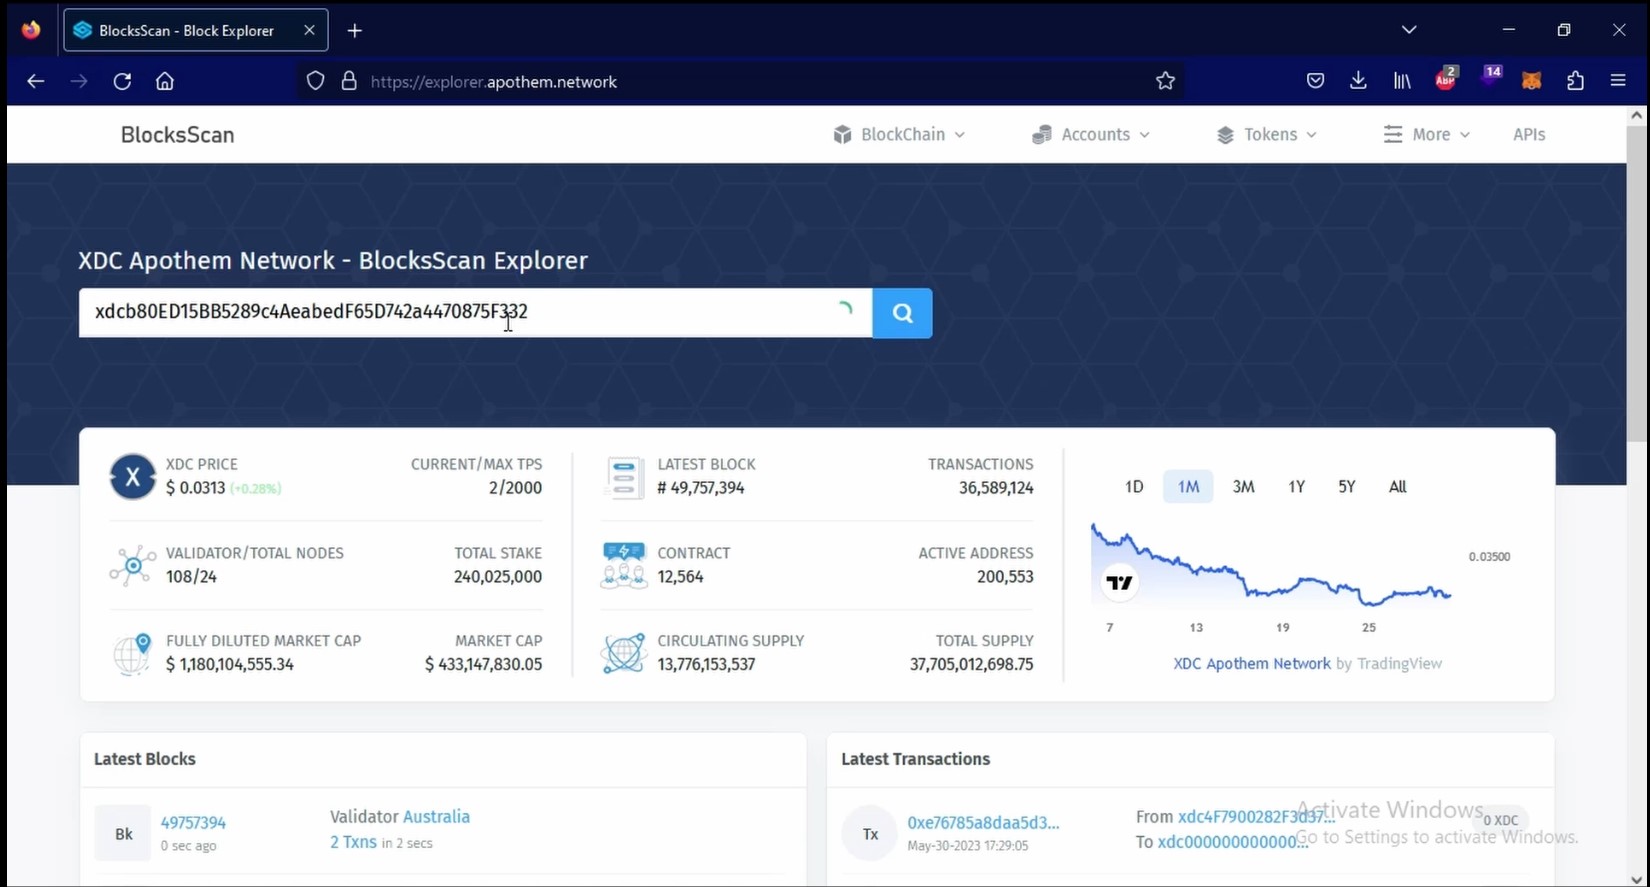 BlocksScan - Block Explorer
https://explorer.apothem.network
ABP 2 14
BlocksScan
BlockChain Accounts Tokens More APIs
XDC Apothem Network - BlocksScan Explorer
xdcb80ED15BB5289c4AeabedF65D742a4470875F332
XDC PRICE
$ 0.0313 (+0.28%)
CURRENT/MAX TPS
2/2000
VALIDATOR/TOTAL NODES
108/24
TOTAL STAKE
240,025,000
FULLY DILUTED MARKET CAP
$ 1,180,104,555.34
MARKET CAP
$ 433,147,830.05
LATEST BLOCK
# 49,757,394
TRANSACTIONS
36,589,124
CONTRACT
12,564
ACTIVE ADDRESS
200,553
CIRCULATING SUPPLY
13,776,153,537
TOTAL SUPPLY
37,705,012,698.75
1D 1M 3M 1Y 5Y All
0.03500
7 13 19 25
XDC Apothem Network by TradingView
Latest Blocks
Bk
49757394
0 sec ago
Validator Australia
2 Txns in 2 secs
Latest Transactions
Tx
0xe76785a8daa5d3...
May-30-2023 17:29:05
From xdc4F7900282F3d37...
To xdc000000000000...
0 XDC
Activate Windows
Go to Settings to activate Windows.